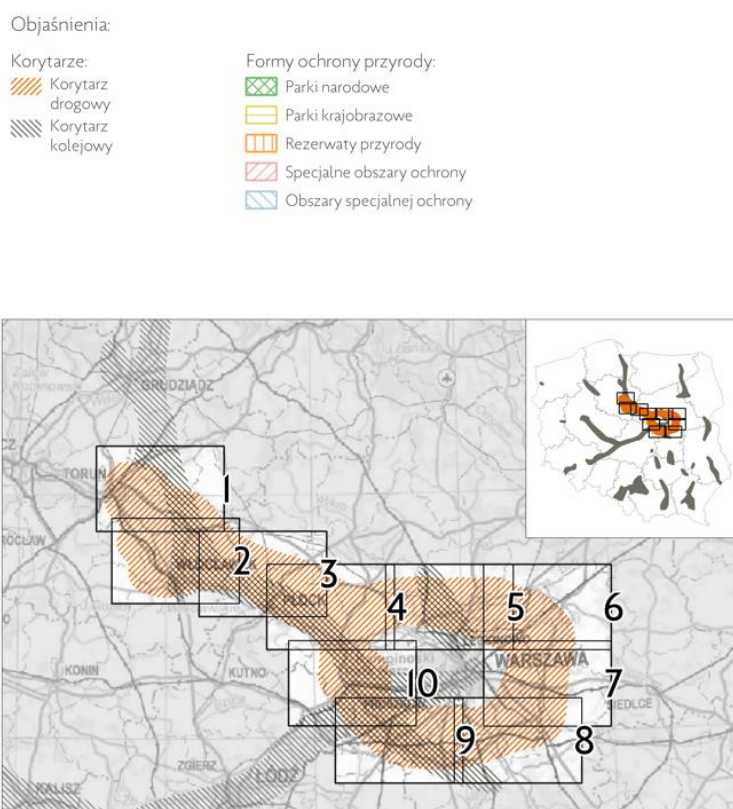 Objaśnienia:
Korytarze:
Korytarz
drogowy
Korytarz
kolejowy
Formy ochrony przyrody:
Parki narodowe
Parki krajobrazowe
Rezerwaty przyrody
Specjalne obszary ochrony
Obszary specjalnej ochrony
GRUDZIĄDZ
TORUŃ
1
2
3
PŁOCK
4
5
6
WARSZAWA
KONIN
KUTNO
10
7
SIEDLCE
9
8
ZGIERZ
ŁÓDŹ
KALISZ